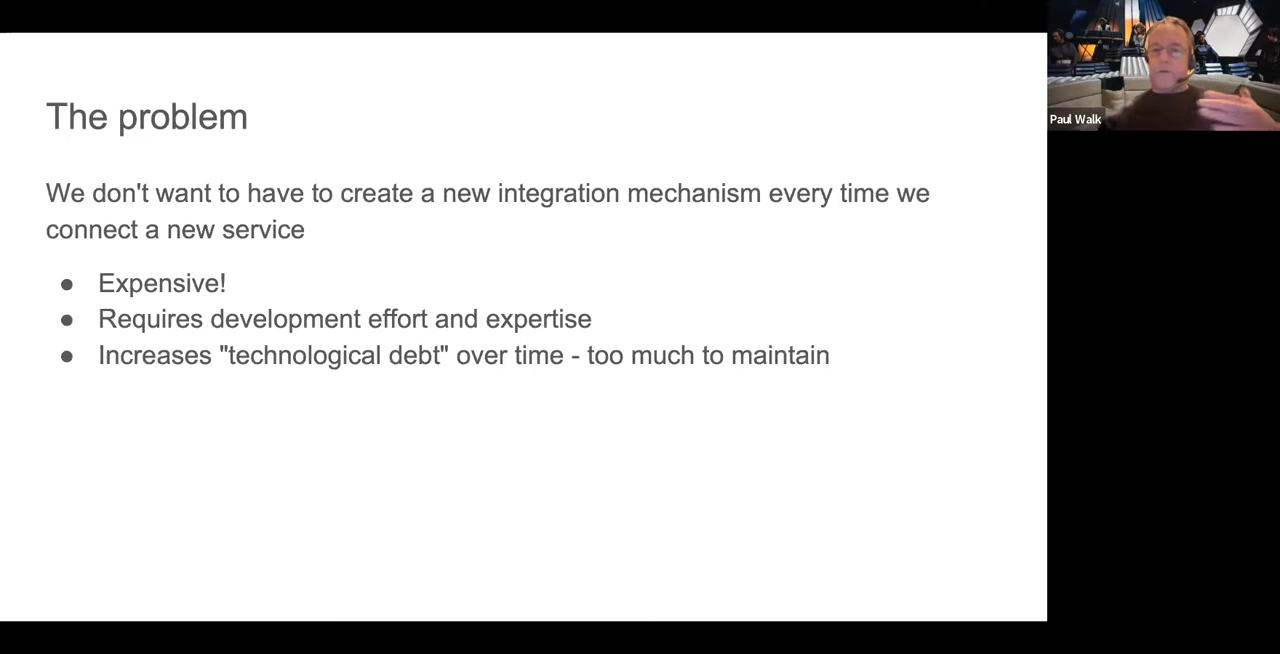 The problem
We don't want to have to create a new integration mechanism every time we
connect a new service
● Expensive!
● Requires development effort and expertise
● Increases "technological debt" over time - too much to maintain
Paul Walk